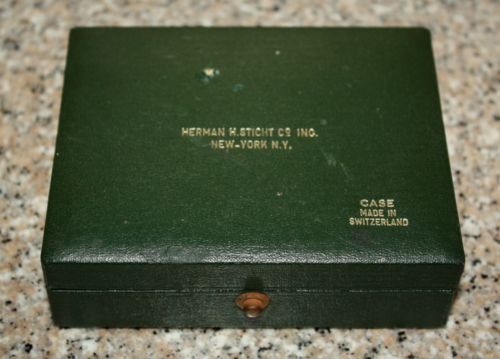 HERMAN H. STICHT Cº INC.
NEW-YORK N.Y.
CASE
MADE IN
SWITZERLAND